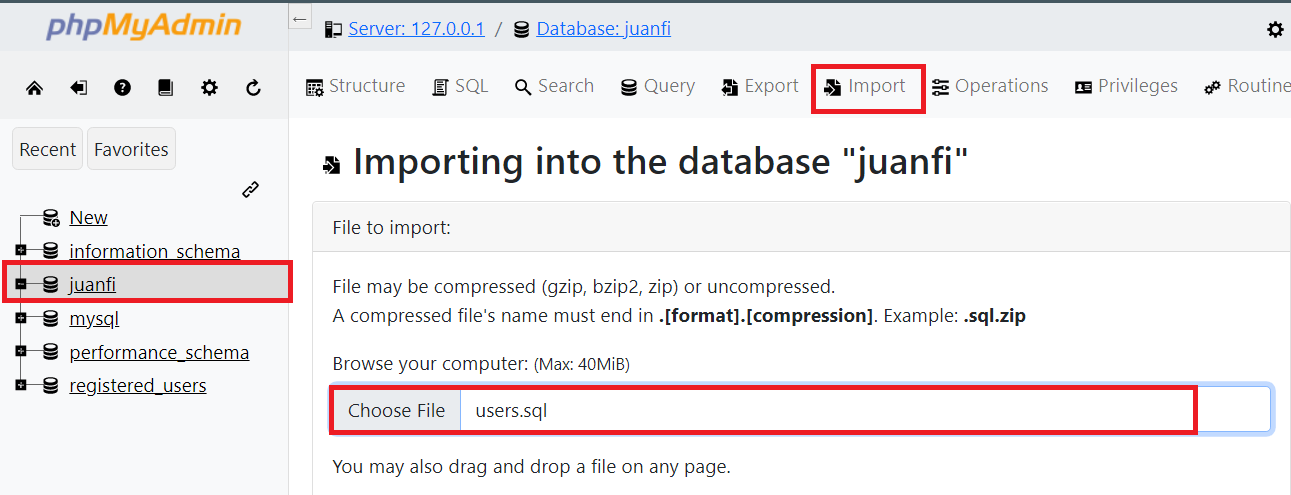 phpMyAdmin
Recent Favorites
New
information_schema
juanfi
mysql
performance_schema
registered_users
←
Server: 127.0.0.1 / Database: juanfi
Structure SQL Search Query Export Import Operations Privileges Routine
Importing into the database "juanfi"
File to import:
File may be compressed (gzip, bzip2, zip) or uncompressed.
A compressed file's name must end in .[format].[compression]. Example: .sql.zip
Browse your computer: (Max: 40MiB)
Choose File users.sql
You may also drag and drop a file on any page.